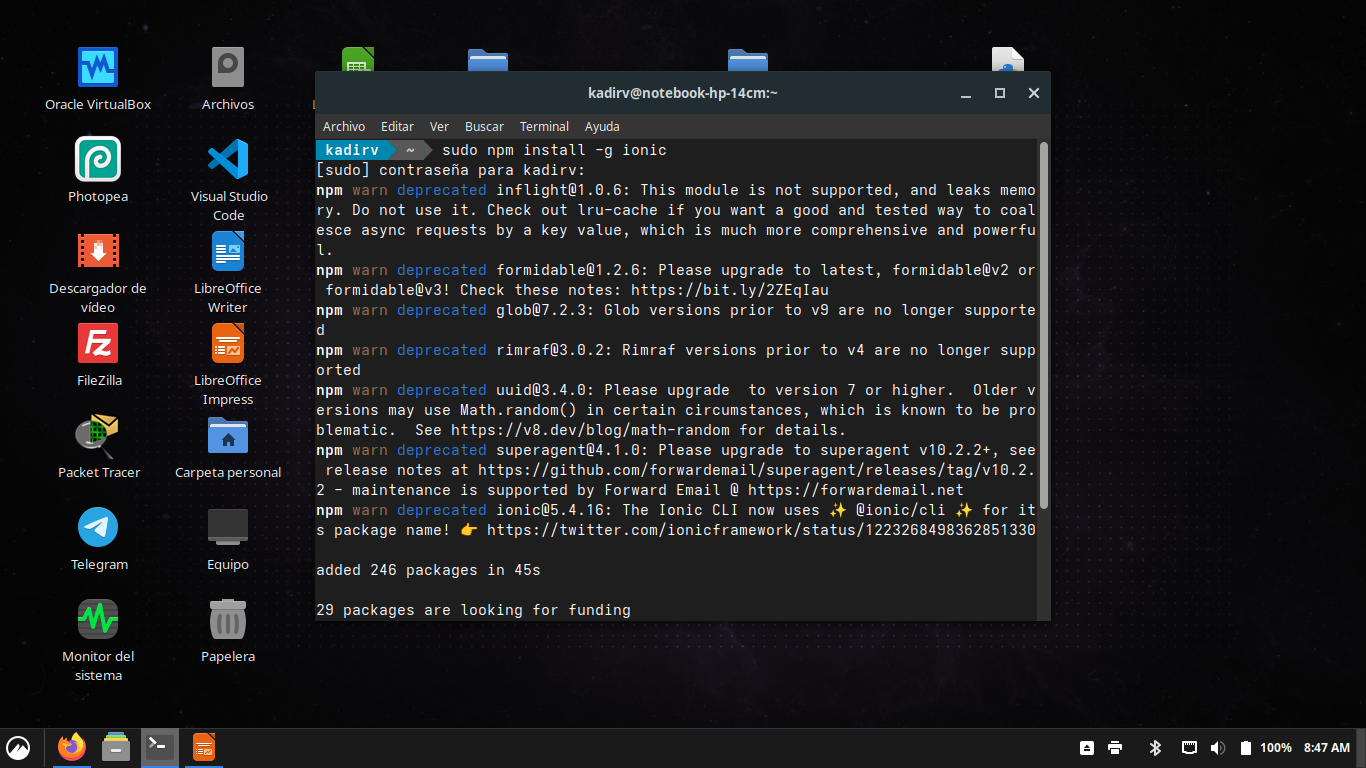 kadirv@notebook-hp-14cm:~
Archivo Editar Ver Buscar Terminal Ayuda
kadirv ~ sudo npm install -g ionic
[sudo] contraseña para kadirv:
npm warn deprecated inflight@1.0.6: This module is not supported, and leaks memo
ry. Do not use it. Check out lru-cache if you want a good and tested way to coal
esce async requests by a key value, which is much more comprehensive and powerfu
l.
npm warn deprecated formidable@1.2.6: Please upgrade to latest, formidable@v2 or
formidable@v3! Check these notes: https://bit.ly/2ZEqIau
npm warn deprecated glob@7.2.3: Glob versions prior to v9 are no longer supporte
d
npm warn deprecated rimraf@3.0.2: Rimraf versions prior to v4 are no longer supp
orted
npm warn deprecated uuid@3.4.0: Please upgrade  to version 7 or higher.  Older v
ersions may use Math.random() in certain circumstances, which is known to be pro
blematic.  See https://v8.dev/blog/math-random for details.
npm warn deprecated superagent@4.1.0: Please upgrade to superagent v10.2.2+, see
release notes at https://github.com/forwardemail/superagent/releases/tag/v10.2.
2 - maintenance is supported by Forward Email @ https://forwardemail.net
npm warn deprecated ionic@5.4.16: The Ionic CLI now uses ✨ @ionic/cli ✨ for it
s package name! 👉 https://twitter.com/ionicframework/status/1223268498362851330
added 246 packages in 45s
29 packages are looking for funding
Oracle VirtualBox
Archivos
Photopea
Visual Studio
Code
Descargador de
vídeo
LibreOffice
Writer
FileZilla
LibreOffice
Impress
Packet Tracer
Carpeta personal
Telegram
Equipo
Monitor del
sistema
Papelera
100% 8:47 AM